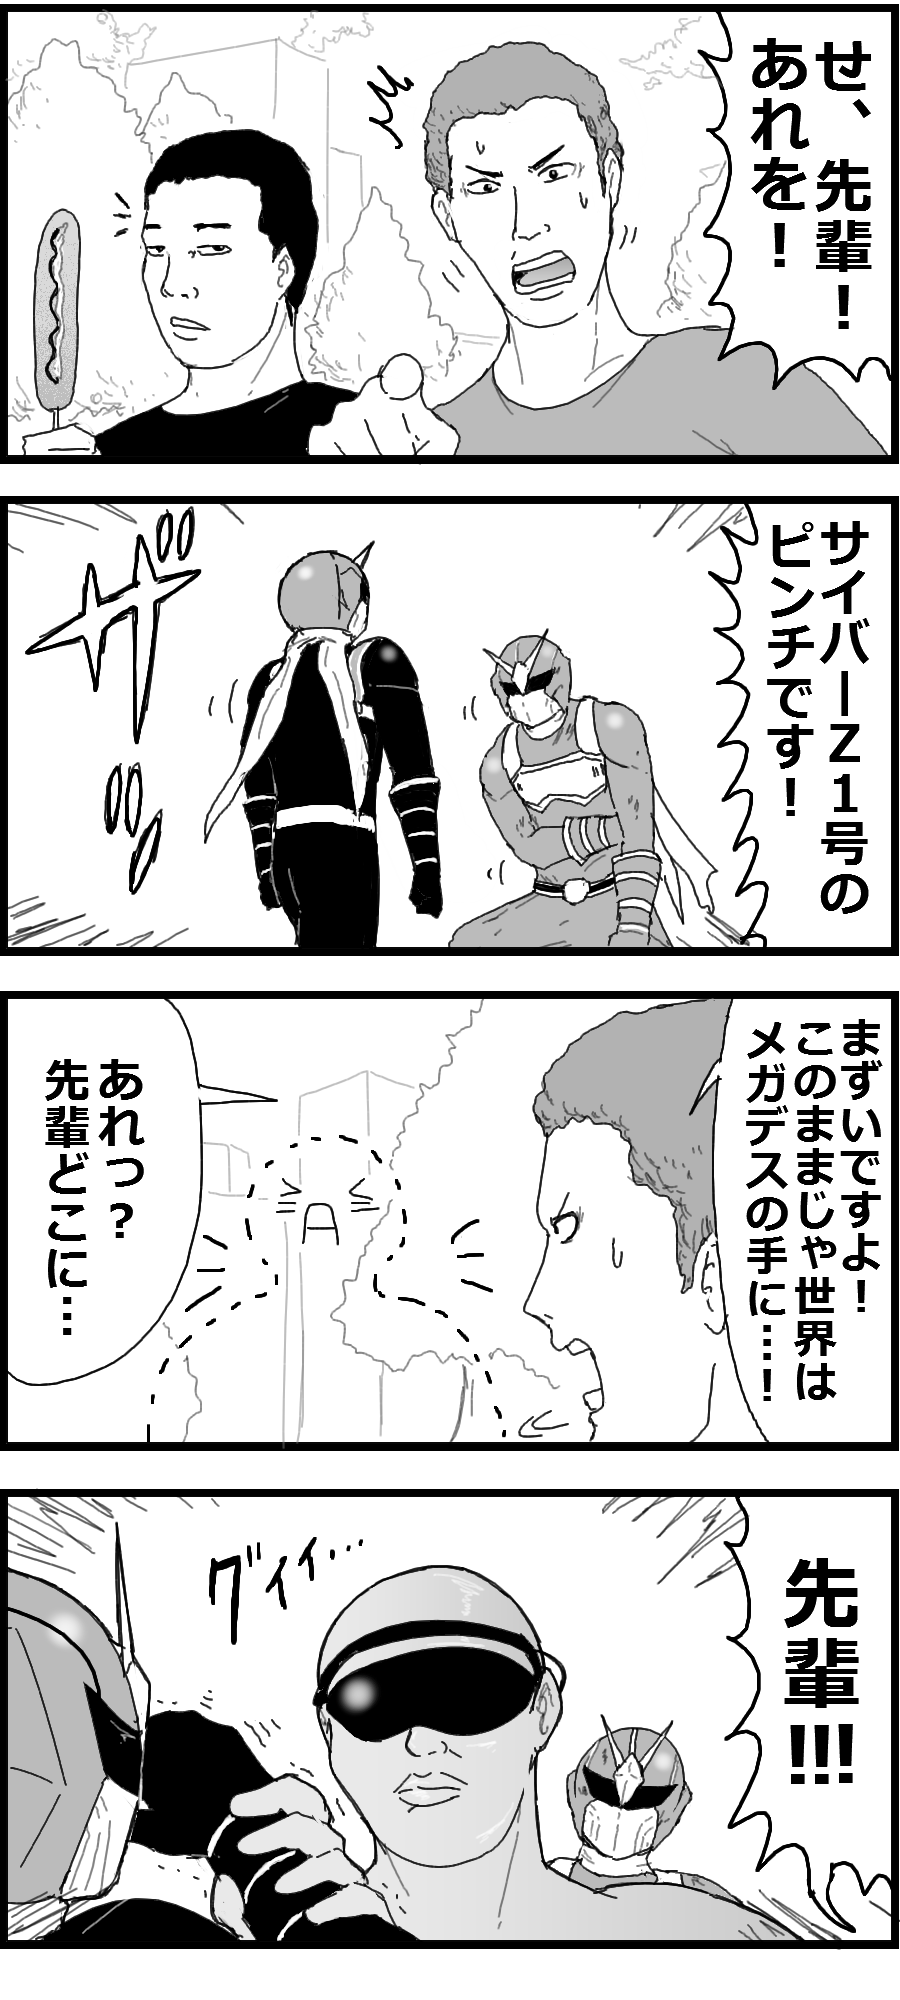 せ、先輩！
あれを！
サイバーZ1号の
ピンチです！
ザッ
まずいですよ！
このままじゃ世界は
メガデスの手に…！
あれっ？
先輩どこに…
先輩!!!
グイィ…